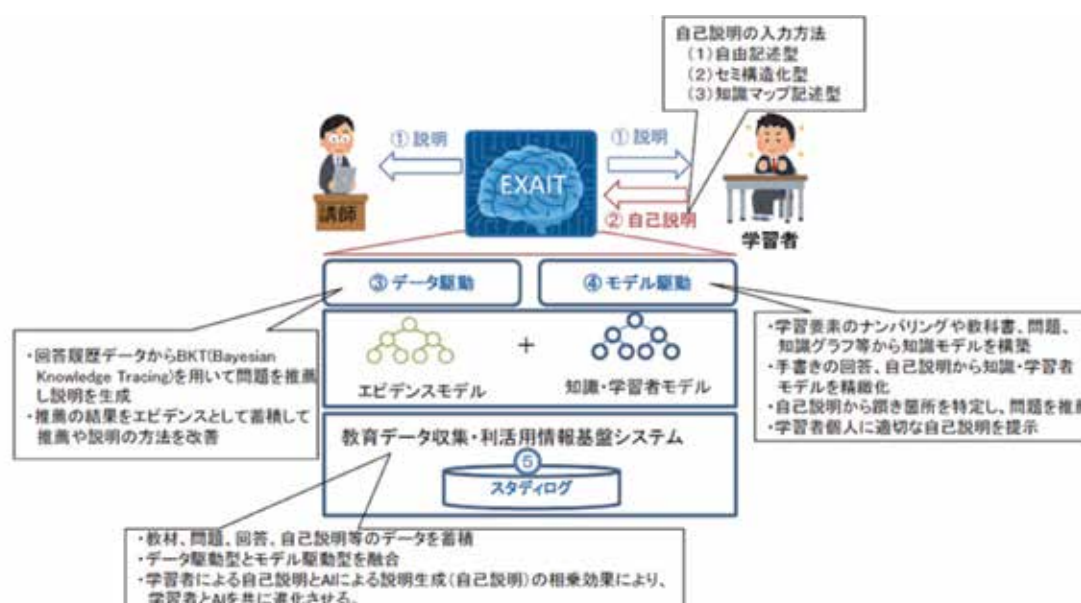 自己説明の入力方法
(1)自由記述型
(2)セミ構造化型
(3)知識マップ記述型
①説明
EXAIT
①説明
②自己説明
講師
学習者
③データ駆動
④モデル駆動
・回答履歴データからBKT(Bayesian
Knowledge Tracing)を用いて問題を推薦
し説明を生成
・推薦の結果をエビデンスとして蓄積して
推薦や説明の方法を改善
+
エビデンスモデル
知識・学習者モデル
・学習要素のナンバリングや教科書、問題、
知識グラフ等から知識モデルを構築
・手書きの回答、自己説明から知識・学習者
モデルを精緻化
・自己説明から躓き箇所を特定し、問題を推薦
・学習者個人に適切な自己説明を提示
教育データ収集・利活用情報基盤システム
⑤
スタディログ
・教材、問題、回答、自己説明等のデータを蓄積
・データ駆動型とモデル駆動型を融合
・学習者による自己説明とAIによる説明生成(自己説明)の相乗効果により、
学習者とAIを共に進化させる。